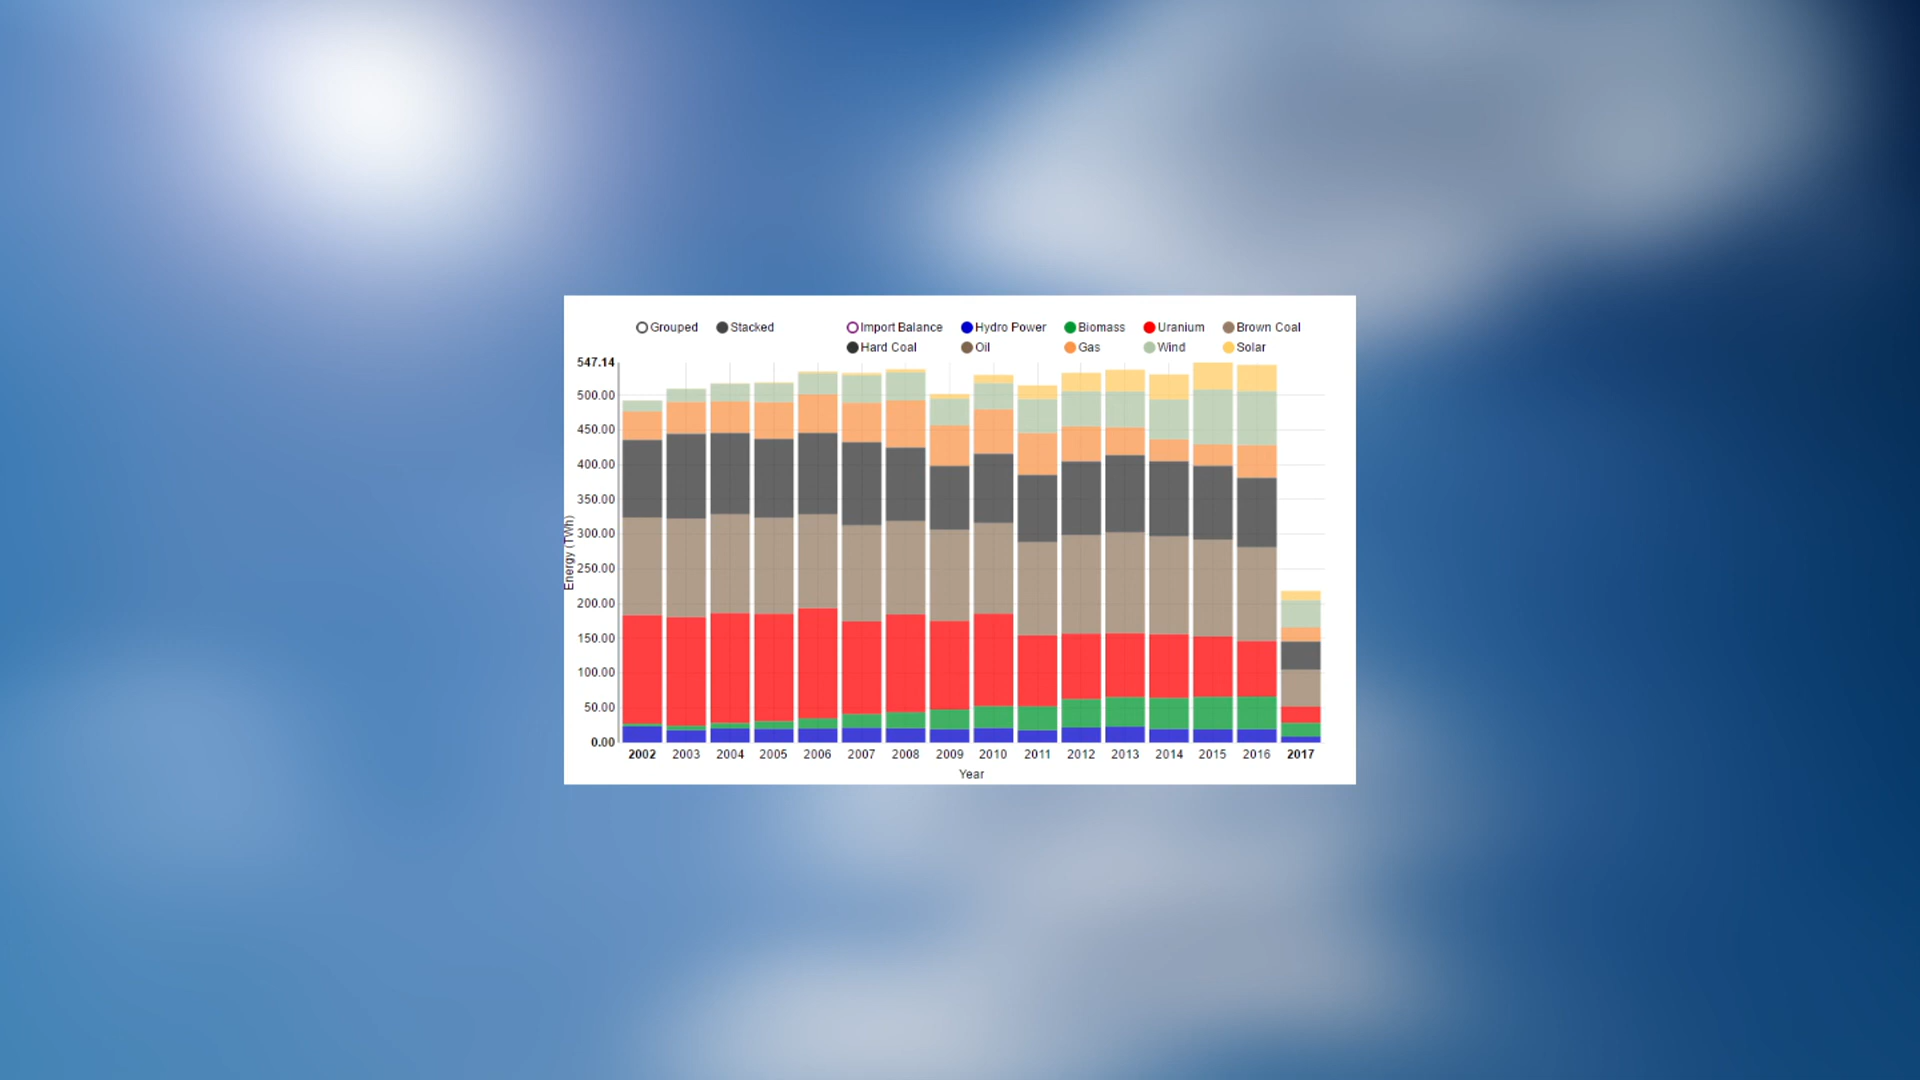 Grouped Stacked Import Balance Hydro Power Biomass Uranium Brown Coal
Hard Coal Oil Gas Wind Solar
547.14
500.00
450.00
400.00
350.00
300.00
250.00
200.00
150.00
100.00
50.00
0.00
Energy (TWh)
2002 2003 2004 2005 2006 2007 2008 2009 2010 2011 2012 2013 2014 2015 2016 2017
Year